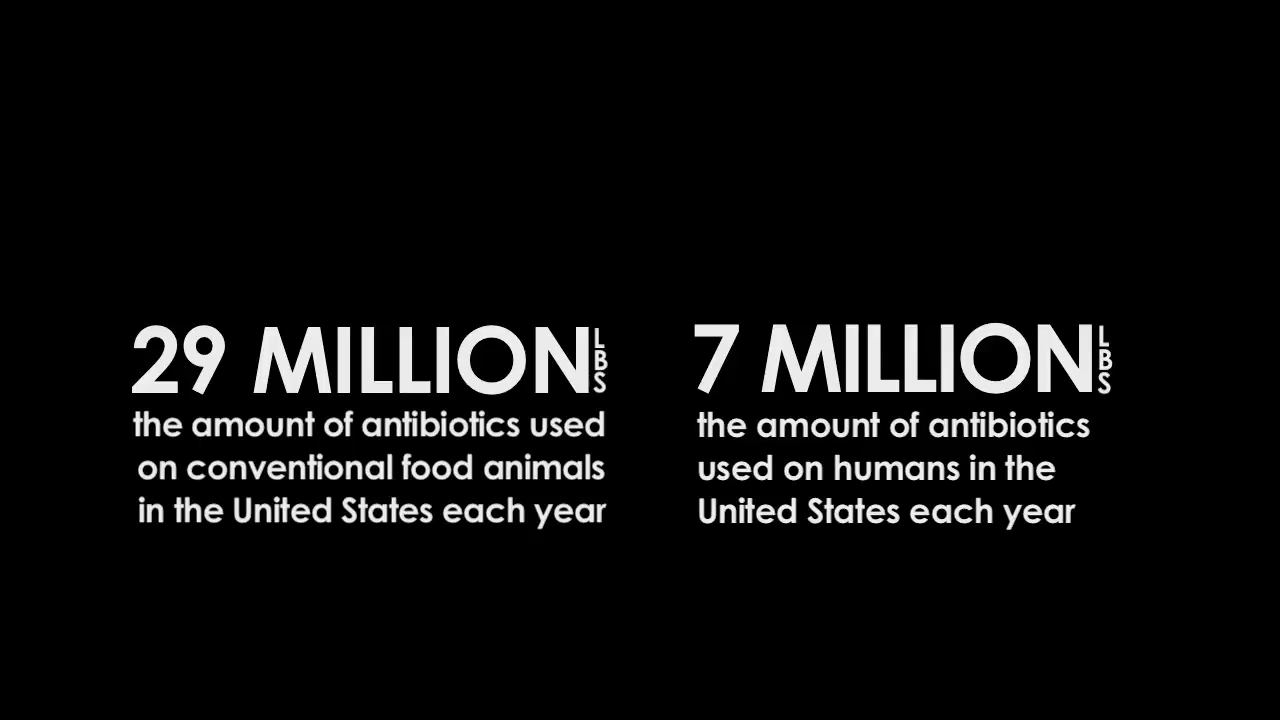 29 MILLION LBS
the amount of antibiotics used
on conventional food animals
in the United States each year
7 MILLION LBS
the amount of antibiotics
used on humans in the
United States each year